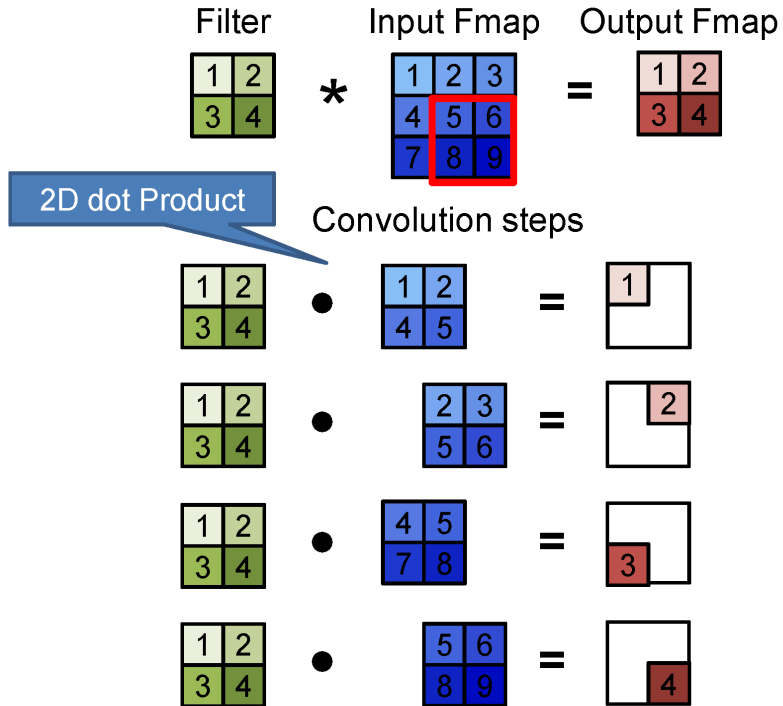 Filter Input Fmap Output Fmap
1 2 * 1 2 3 = 1 2
3 4 4 5 6 3 4
7 8 9
2D dot Product
Convolution steps
1 2 • 1 2 = 1
3 4 4 5
1 2 • 2 3 = 2
3 4 5 6
1 2 • 4 5 = 3
3 4 7 8
1 2 • 5 6 = 4
3 4 8 9